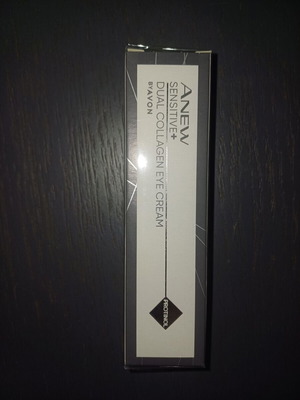 ANEW
SENSITIVE+
DUAL COLLAGEN EYE CREAM
BY AVON
PROTINOL